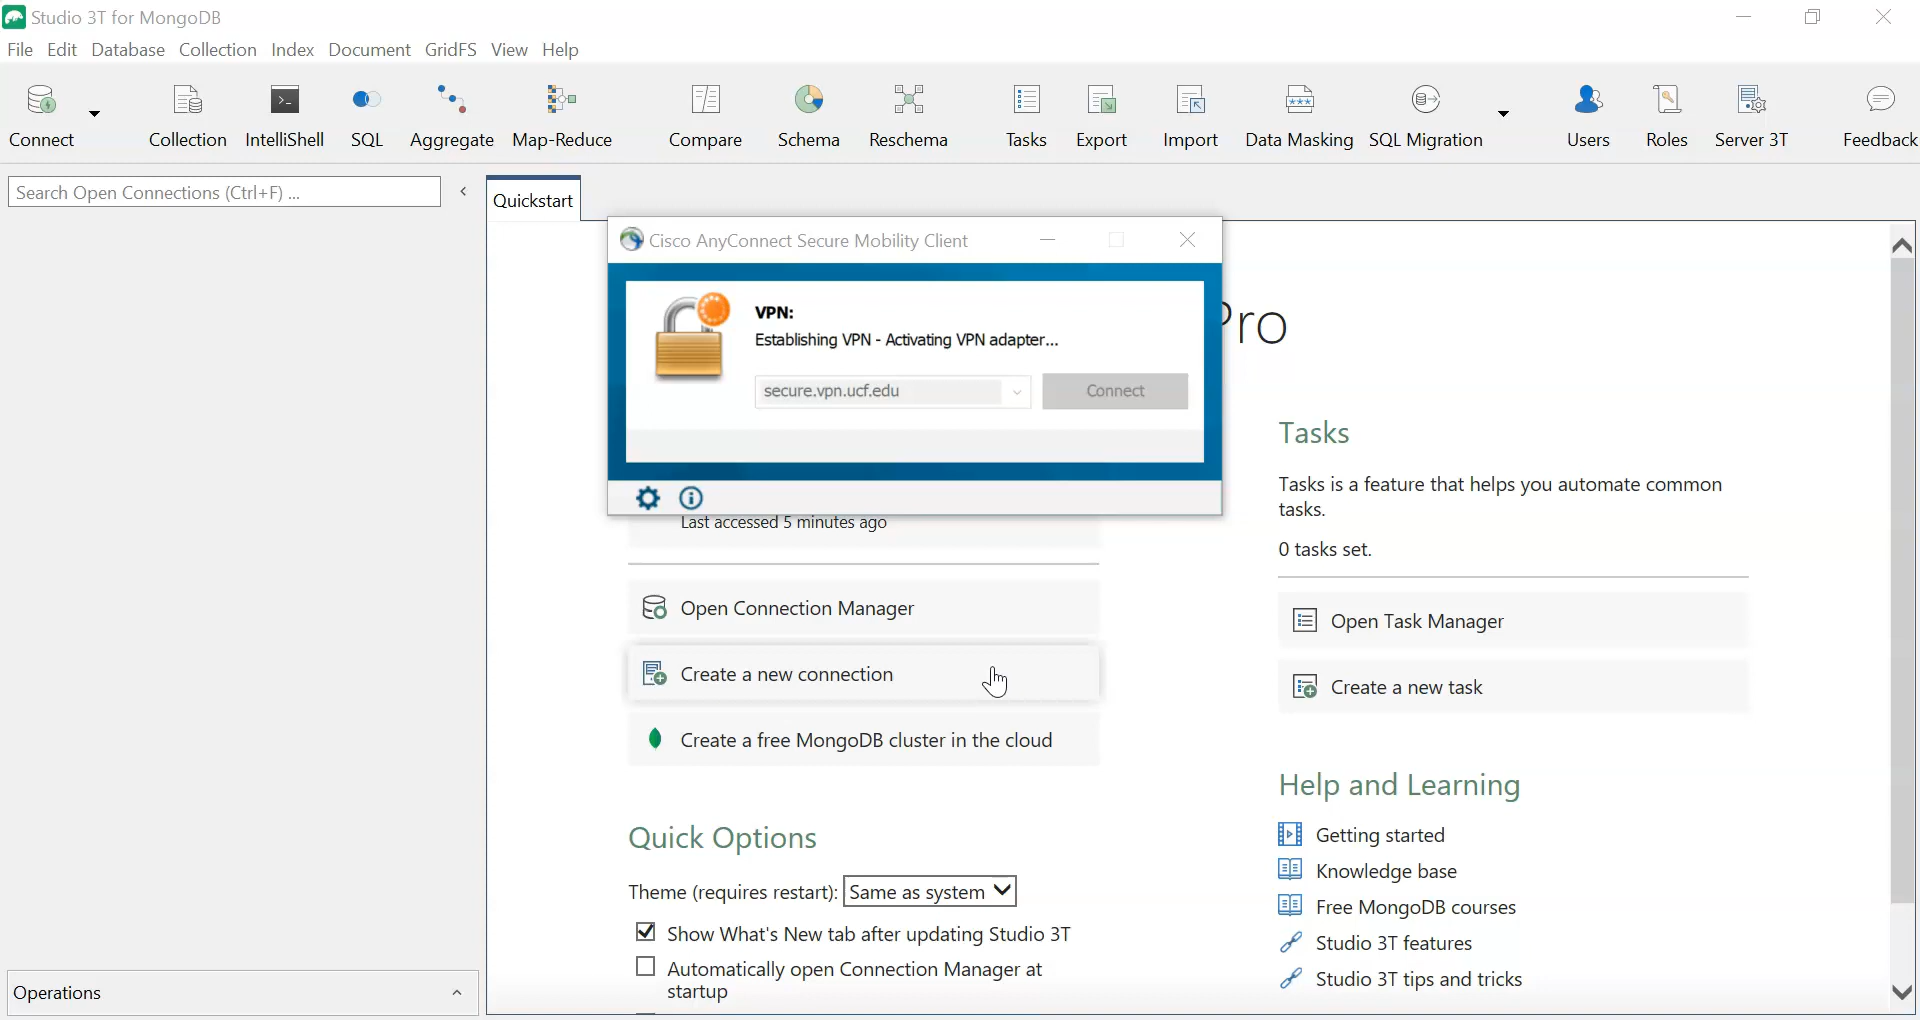 Studio 3T for MongoDB
File Edit Database Collection Index Document GridFS View Help
Connect Collection IntelliShell SQL Aggregate Map-Reduce Compare Schema Reschema Tasks Export Import Data Masking SQL Migration Users Roles Server 3T Feedback
Search Open Connections (Ctrl+F) ...
Quickstart
Cisco AnyConnect Secure Mobility Client
VPN:
Establishing VPN - Activating VPN adapter...
secure.vpn.ucf.edu
Connect
Pro
Last accessed 5 minutes ago
Open Connection Manager
Create a new connection
Create a free MongoDB cluster in the cloud
Quick Options
Theme (requires restart): Same as system
Show What's New tab after updating Studio 3T
Automatically open Connection Manager at
startup
Tasks
Tasks is a feature that helps you automate common
tasks.
0 tasks set.
Open Task Manager
Create a new task
Help and Learning
Getting started
Knowledge base
Free MongoDB courses
Studio 3T features
Studio 3T tips and tricks
Operations